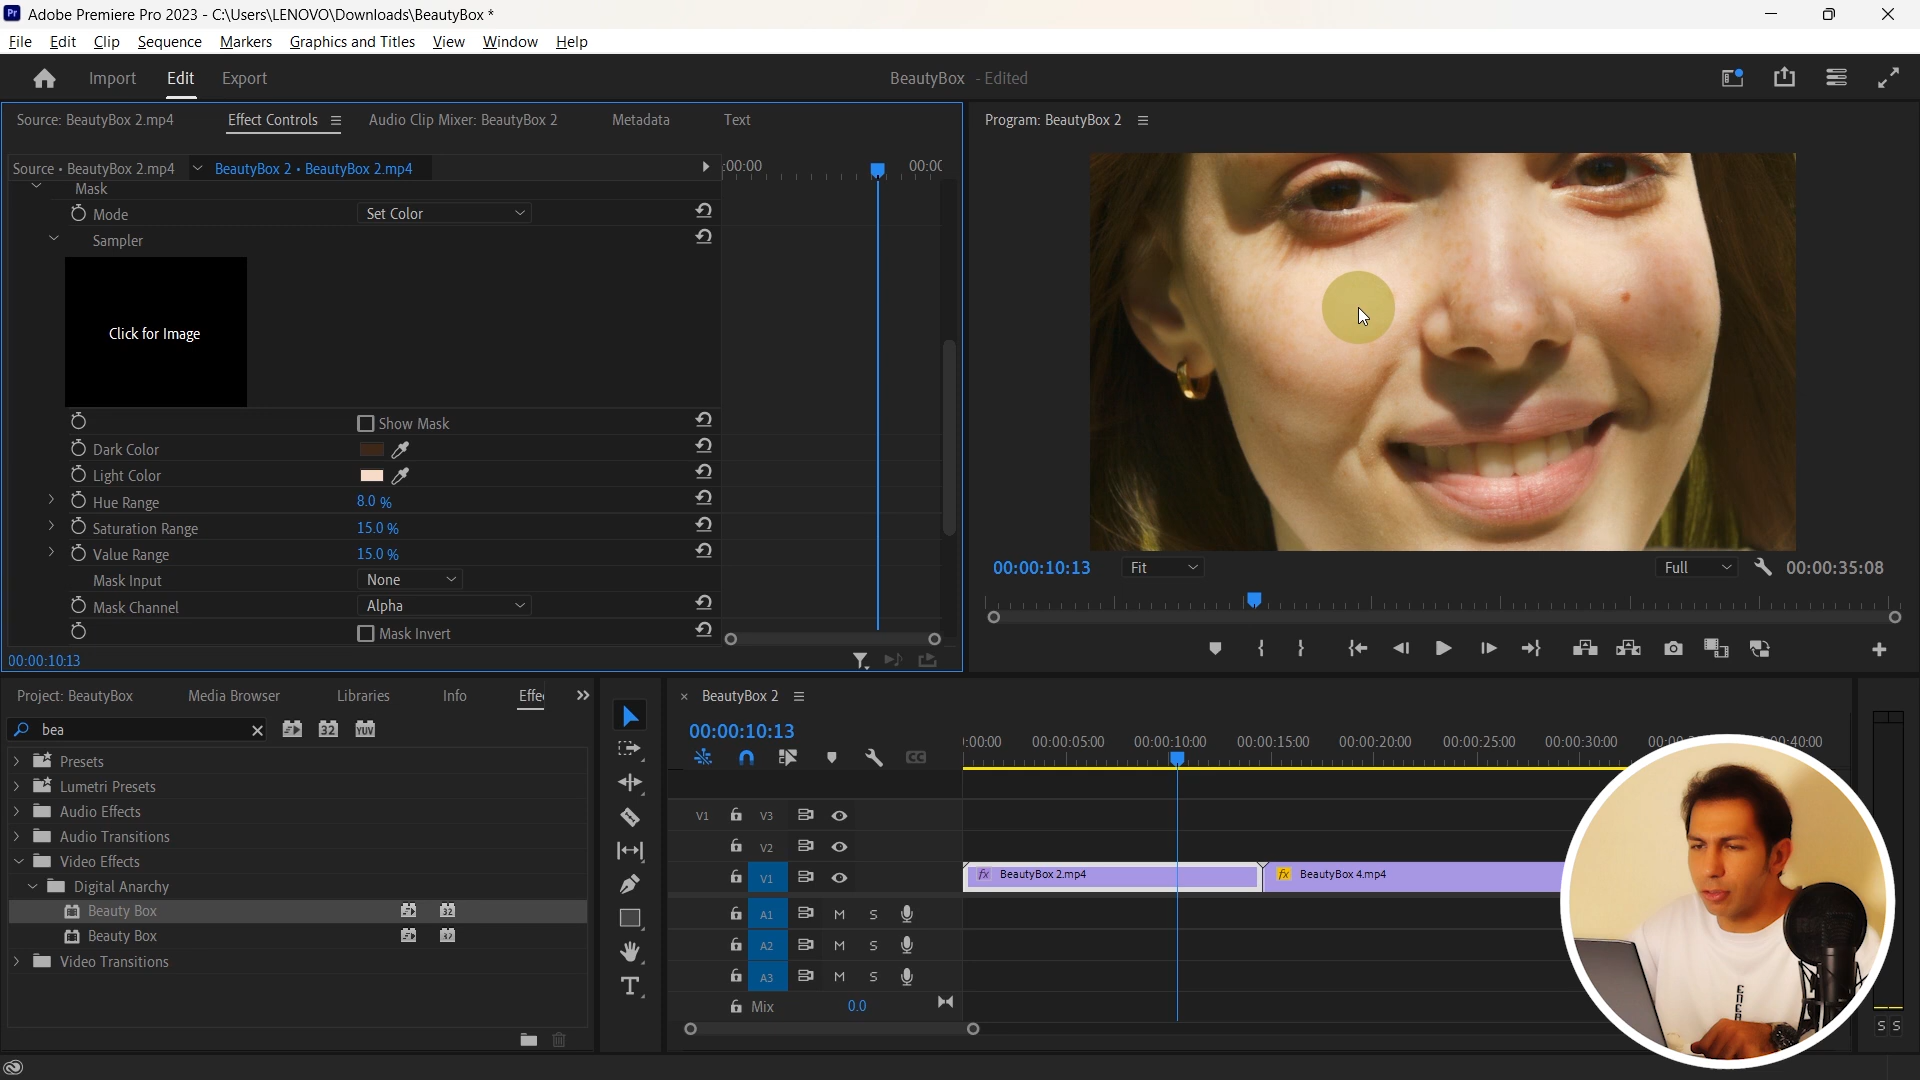 Pr Adobe Premiere Pro 2023 - C:\Users\LENOVO\Downloads\BeautyBox *
File Edit Clip Sequence Markers Graphics and Titles View Window Help
Import Edit Export
BeautyBox - Edited
Source: BeautyBox 2.mp4 Effect Controls Audio Clip Mixer: BeautyBox 2 Metadata Text
Program: BeautyBox 2
Source • BeautyBox 2.mp4 BeautyBox 2 • BeautyBox 2.mp4
:00:00 00:00
Mask
Mode Set Color
Sampler
Click for Image
Show Mask
Dark Color
Light Color
Hue Range 8.0 %
Saturation Range 15.0 %
Value Range 15.0 %
Mask Input None
Mask Channel Alpha
Mask Invert
00:00:10:13
00:00:10:13 Fit Full 00:00:35:08
Project: BeautyBox Media Browser Libraries Info Effe
bea
32 YUV
Presets
Lumetri Presets
Audio Effects
Audio Transitions
Video Effects
Digital Anarchy
Beauty Box 32
Beauty Box 32
Video Transitions
BeautyBox 2
00:00:10:13
CC
:00:00 00:00:05:00 00:00:10:00 00:00:15:00 00:00:20:00 00:00:25:00 00:00:30:00 00:0 40:00
V1 V3
V2
V1
fx BeautyBox 2.mp4 fx BeautyBox 4.mp4
A1 M S
A2 M S
A3 M S
Mix 0.0
S S